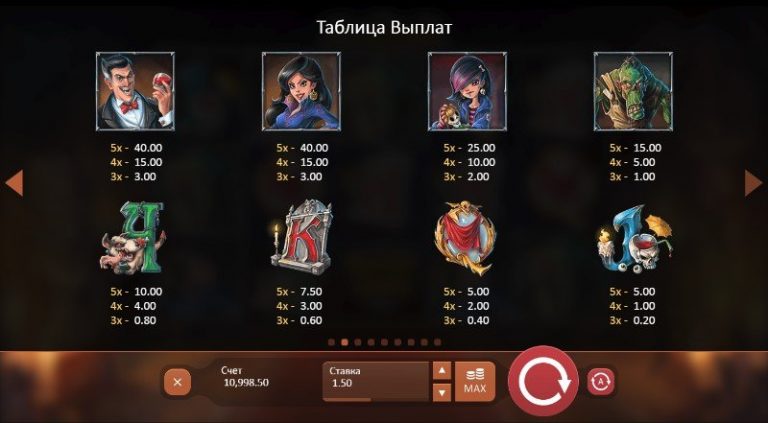 Таблица Выплат
5x - 40.00
4x - 15.00
3x - 3.00
5x - 40.00
4x - 15.00
3x - 3.00
5x - 25.00
4x - 10.00
3x - 2.00
5x - 15.00
4x - 5.00
3x - 1.00
Ч
К
J
5x - 10.00
4x - 4.00
3x - 0.80
5x - 7.50
4x - 3.00
3x - 0.60
5x - 5.00
4x - 2.00
3x - 0.40
5x - 5.00
4x - 1.00
3x - 0.20
Счет
10,998.50
Ставка
1.50
MAX
A